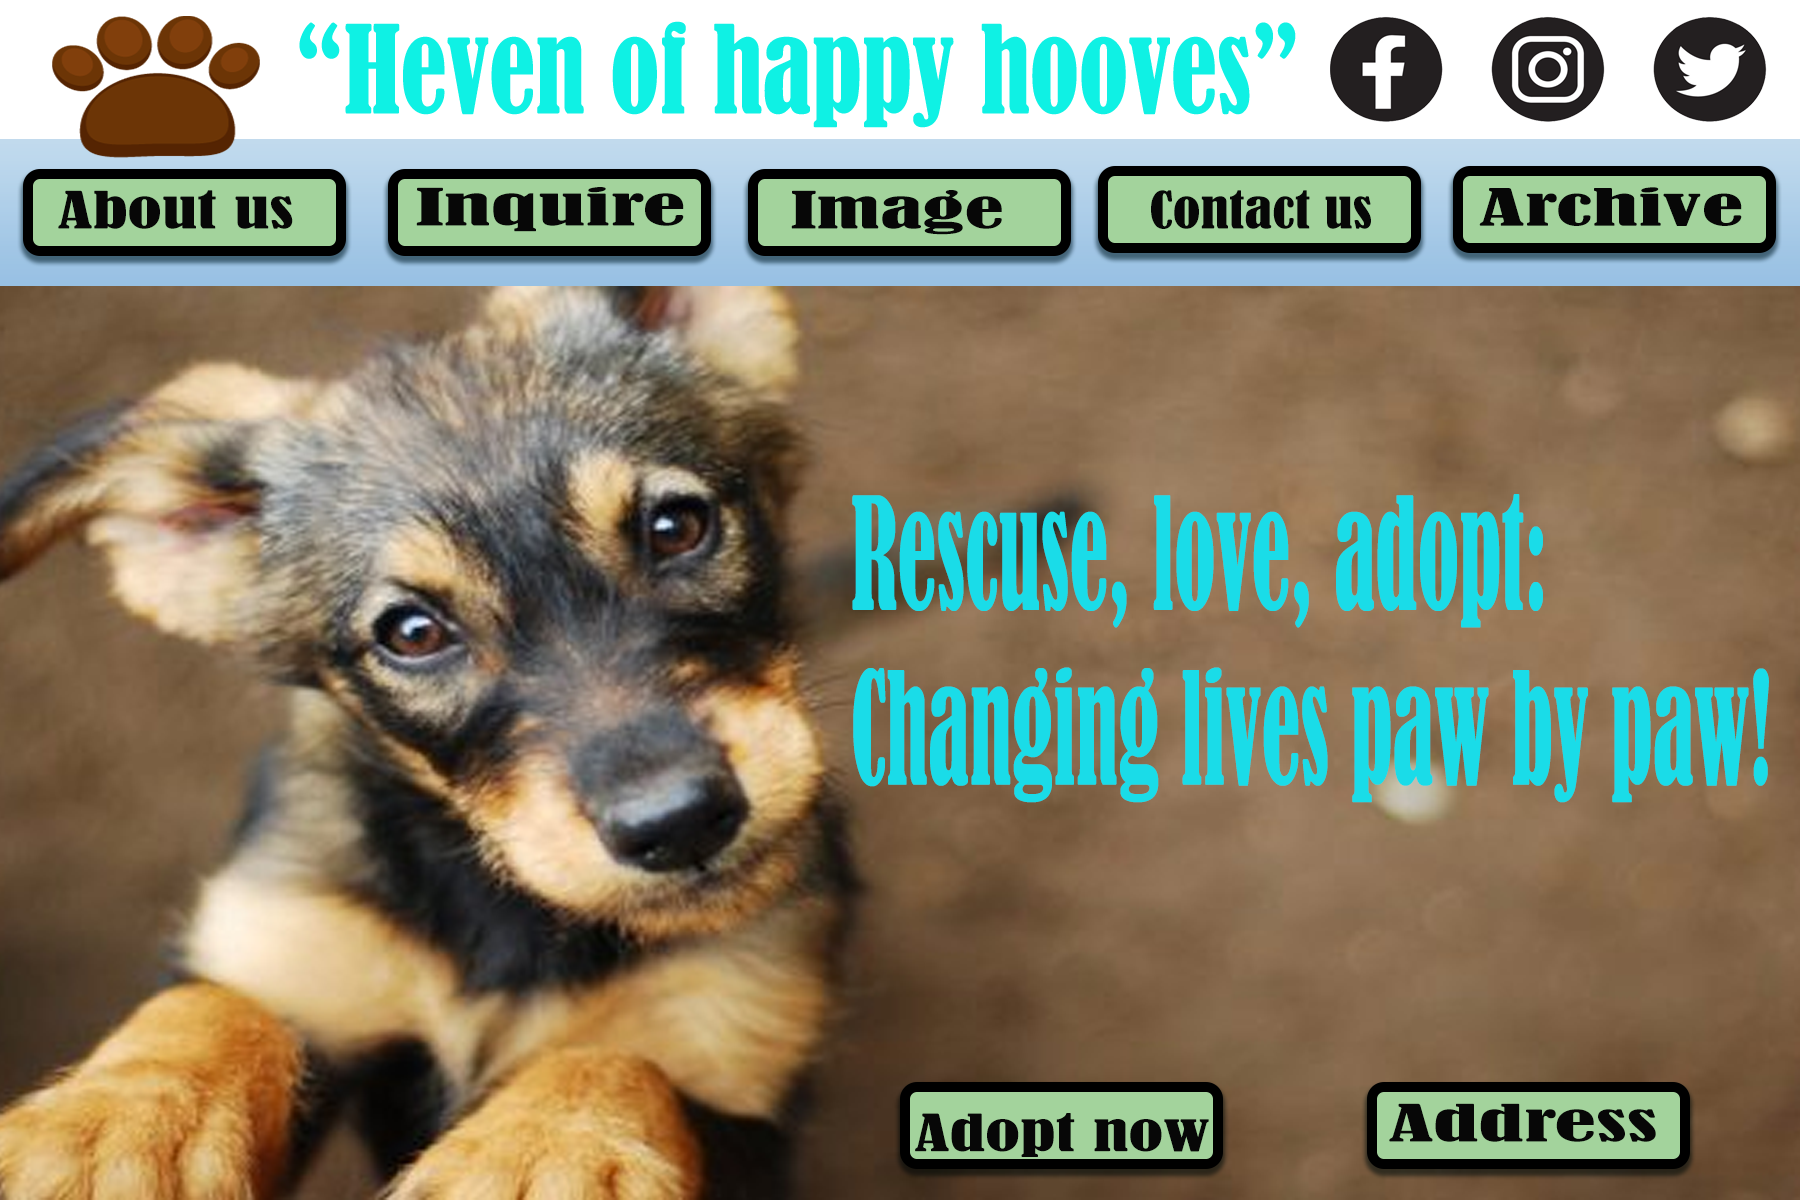 “Heven of happy hooves”
About us Inquire Image Contact us Archive
Rescuse, love, adopt:
Changing lives paw by paw!
Adopt now Address